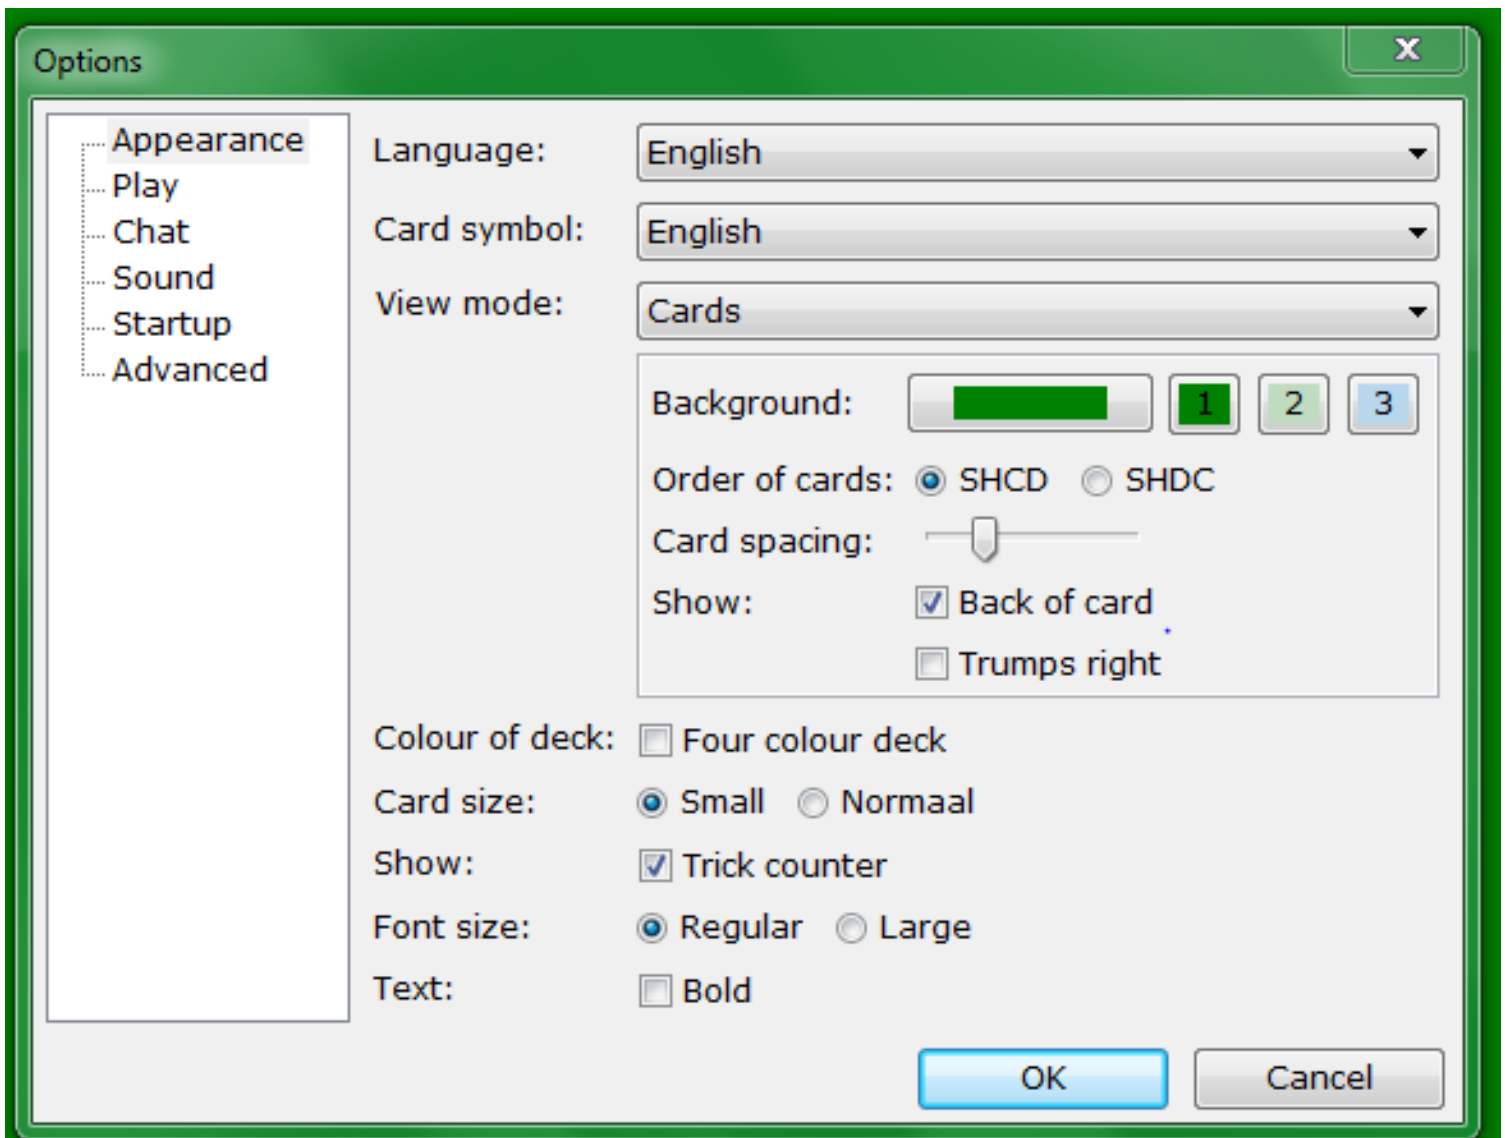 Options
X
Appearance
Play
Chat
Sound
Startup
Advanced
Language: English
Card symbol: English
View mode: Cards
Background: 1 2 3
Order of cards: SHCD SHDC
Card spacing:
Show: Back of card
Trumps right
Colour of deck: Four colour deck
Card size: Small Normaal
Show: Trick counter
Font size: Regular Large
Text: Bold
OK Cancel